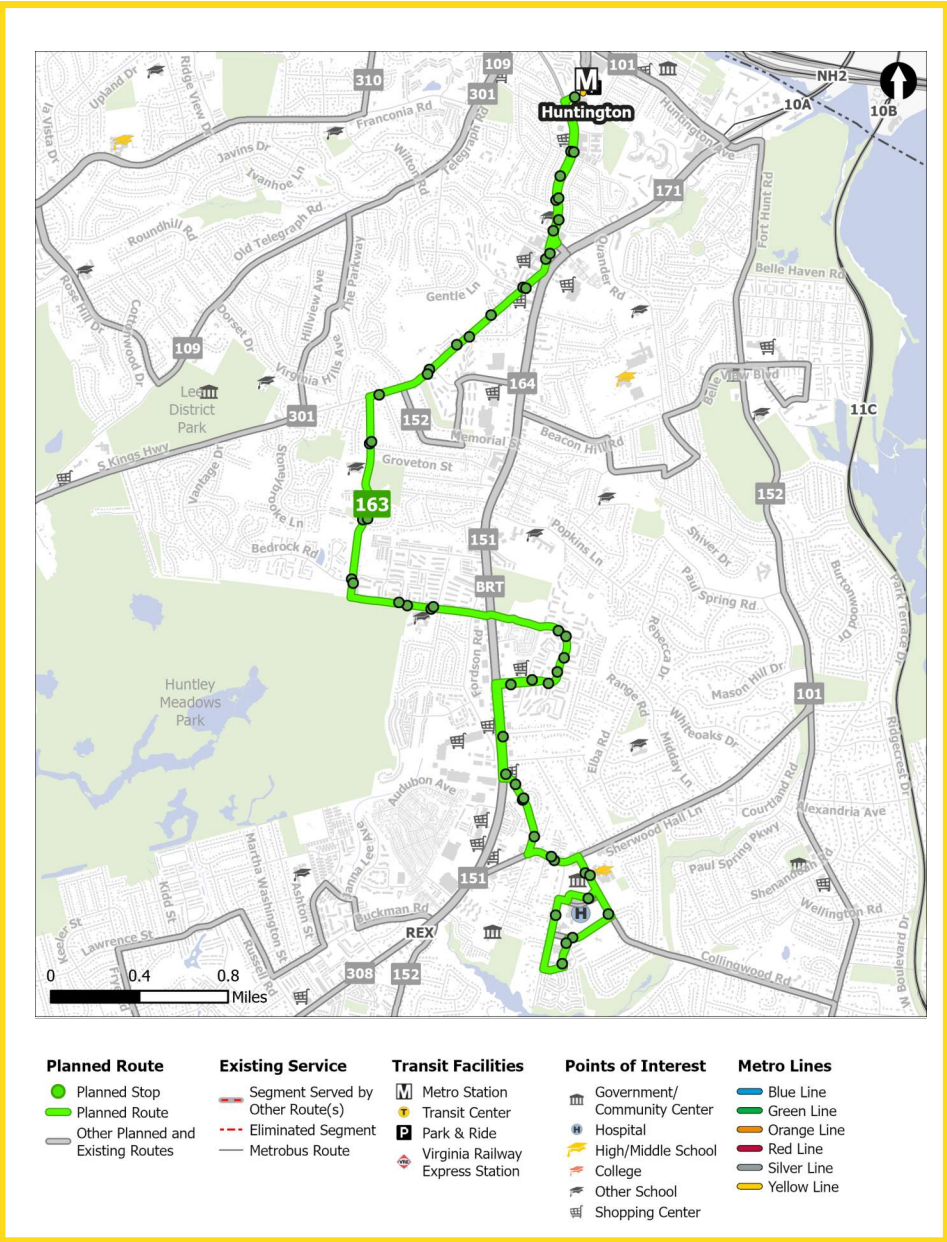 109
101
310
NH2
Upland Dr
Ridge View Dr
la Vista Dr
301
M
10A
10B
Huntington
Franconia Rd
Telegraph Rd
Huntington Ave
Javins Dr
Wilton Rd
Ivanhoe Ln
171
Fort Hunt Rd
Roundhill Rd
Old Telegraph Rd
Quander Rd
Belle Haven Rd
Rose Hill Dr
Cottonwood Dr
Dorset Dr
Hillview Ave
The Parkway
Gentle Ln
109
Virginia Hills Ave
Belle View Blvd
Lee
District
Park
164
11C
301
152
Memorial S
Beacon Hill Rd
S Kings Hwy
Vantage Dr
Stoneybrooke Ln
Groveton St
152
163
Popkins Ln
Shiver Dr
Bedrock Rd
151
BRT
Paul Spring Rd
Burtonwood Dr
Park Terrace Dr
Fordson Rd
Rebecca Dr
Mason Hill Dr
Huntley
Meadows
Park
Range Rd
101
Whiteoaks Dr
Elba Rd
Midday Ln
Ridgecrest Dr
Audubon Ave
Sherwood Hall Ln
Courtland Rd
Alexandria Ave
Martha Washington St
Janna Lee Ave
Paul Spring Pkwy
Shenandoah Rd
151
Kidd St
Ashton St
Buckman Rd
H
Wellington Rd
Keeler St
Lawrence St
Russell Rd
REX
Collingwood Rd
W Boulevard Dr
Frye Rd
308
152
0 0.4 0.8
Miles
Planned Route
Planned Stop
Planned Route
Other Planned and
Existing Routes
Existing Service
Segment Served by
Other Route(s)
Eliminated Segment
Metrobus Route
Transit Facilities
M Metro Station
T Transit Center
P Park & Ride
VRE Virginia Railway
Express Station
Points of Interest
Government/
Community Center
H Hospital
High/Middle School
College
Other School
Shopping Center
Metro Lines
Blue Line
Green Line
Orange Line
Red Line
Silver Line
Yellow Line